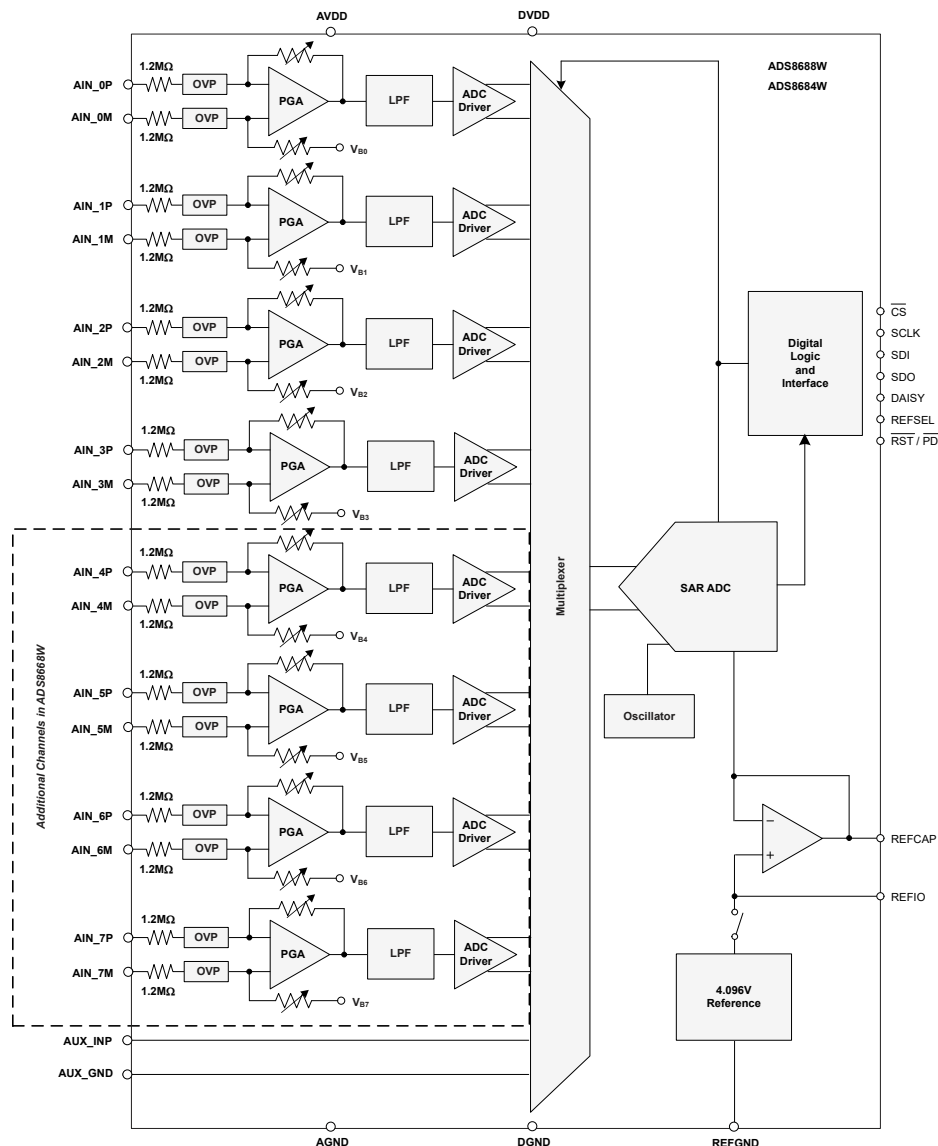 AVDD
DVDD
ADS8688W
ADS8684W
1.2MΩ
AIN_0P
OVP
PGA
LPF
ADC
Driver
AIN_0M
OVP
1.2MΩ
VB0
1.2MΩ
AIN_1P
OVP
PGA
LPF
ADC
Driver
AIN_1M
OVP
1.2MΩ
VB1
1.2MΩ
AIN_2P
OVP
PGA
LPF
ADC
Driver
AIN_2M
OVP
1.2MΩ
VB2
1.2MΩ
AIN_3P
OVP
PGA
LPF
ADC
Driver
AIN_3M
OVP
1.2MΩ
VB3
Additional Channels in ADS8668W
1.2MΩ
AIN_4P
OVP
PGA
LPF
ADC
Driver
AIN_4M
OVP
1.2MΩ
VB4
1.2MΩ
AIN_5P
OVP
PGA
LPF
ADC
Driver
AIN_5M
OVP
1.2MΩ
VB5
1.2MΩ
AIN_6P
OVP
PGA
LPF
ADC
Driver
AIN_6M
OVP
1.2MΩ
VB6
1.2MΩ
AIN_7P
OVP
PGA
LPF
ADC
Driver
AIN_7M
OVP
1.2MΩ
VB7
AUX_INP
AUX_GND
Multiplexer
Digital
Logic
and
Interface
CS
SCLK
SDI
SDO
DAISY
REFSEL
RST / PD
SAR ADC
Oscillator
−
+
REFCAP
REFIO
4.096V
Reference
AGND
DGND
REFGND